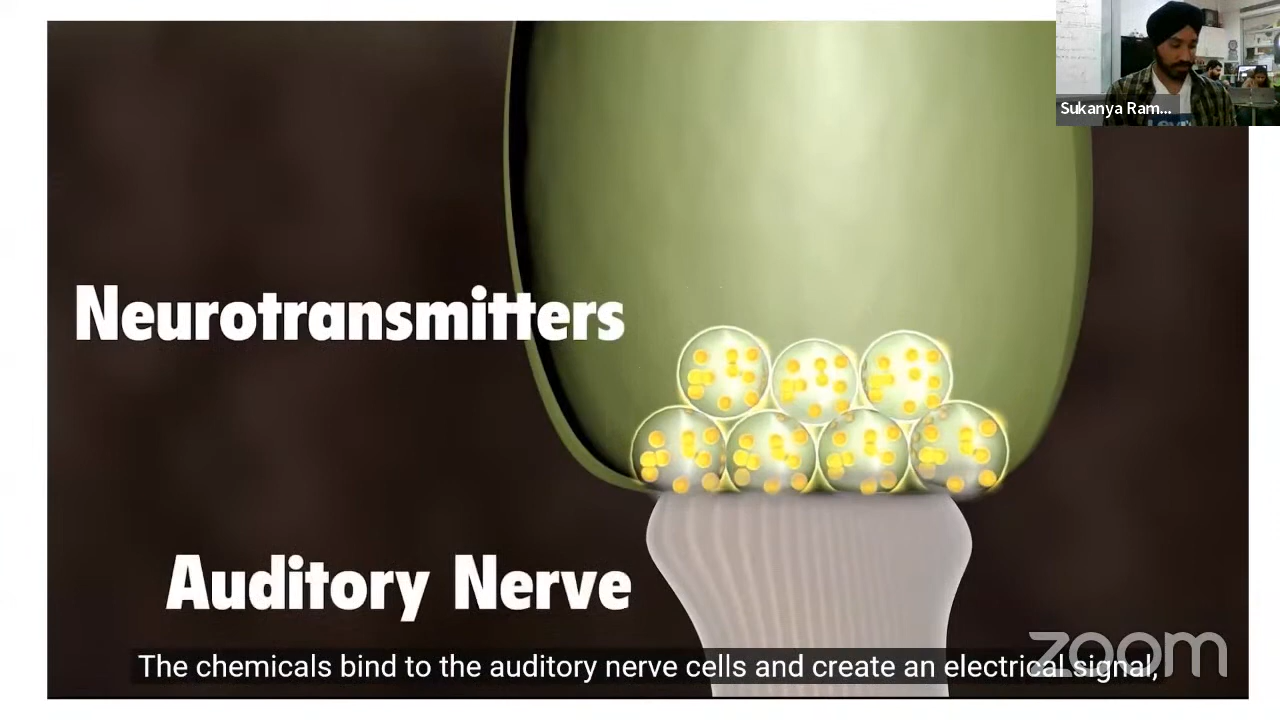 Sukanya Ram...
Neurotransmitters
Auditory Nerve
The chemicals bind to the auditory nerve cells and create an electrical signal,
zoom